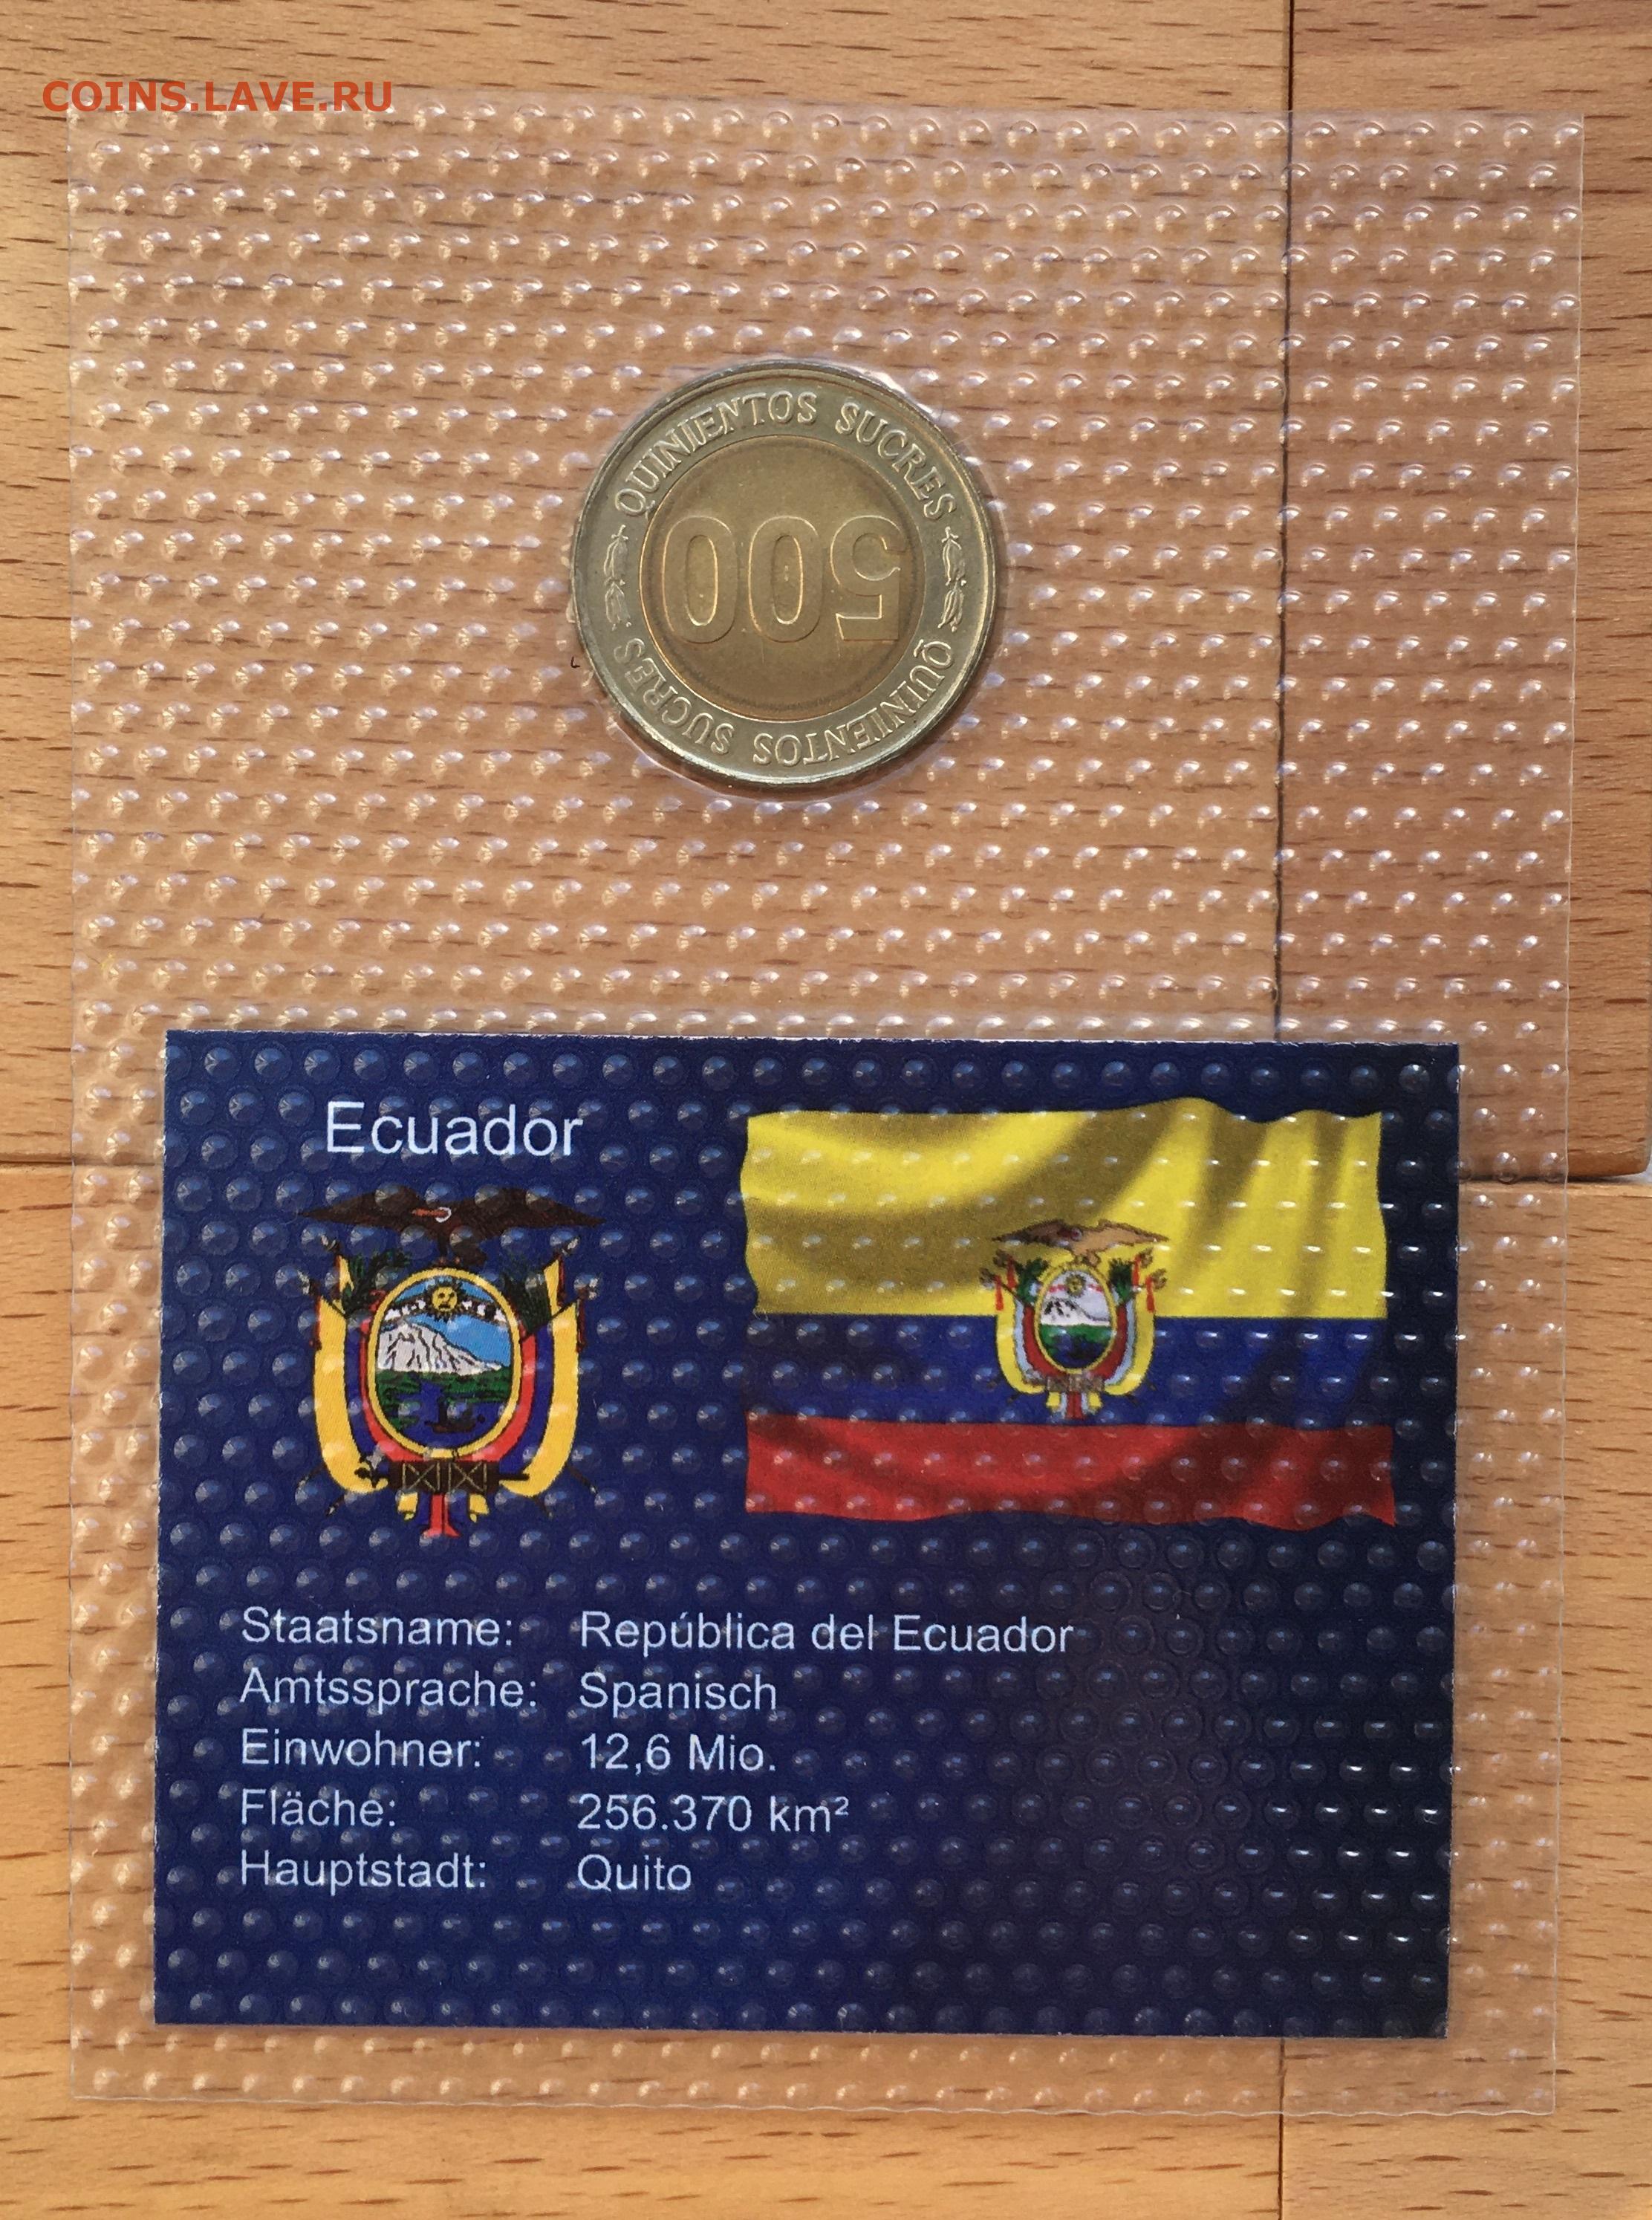 COINS.LAVE.RU
QUINIENTOS SUCRES
500
QUINIENTOS SUCRES
Ecuador
Staatsname: República del Ecuador
Amtssprache: Spanisch
Einwohner: 12,6 Mio.
Fläche: 256.370 km²
Hauptstadt: Quito